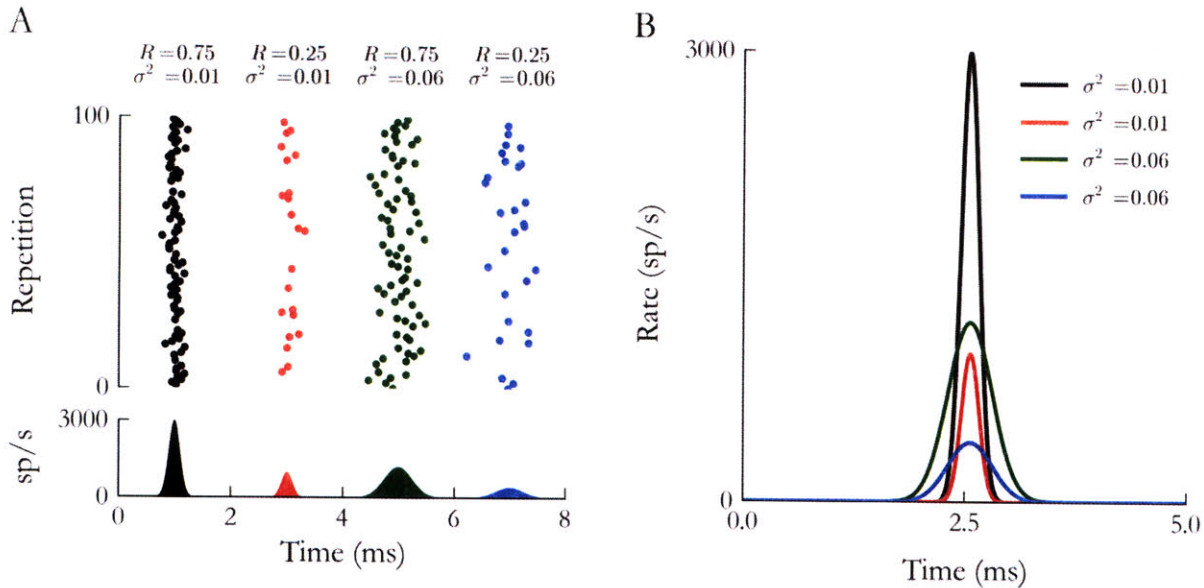 A
R = 0.75 R = 0.25 R = 0.75 R = 0.25
σ² = 0.01 σ² = 0.01 σ² = 0.06 σ² = 0.06
100
Repetition
0
3000
sp/s
0
0 2 4 6 8
Time (ms)
B
3000
σ² = 0.01
σ² = 0.01
σ² = 0.06
σ² = 0.06
Rate (sp/s)
0
0.0 2.5 5.0
Time (ms)